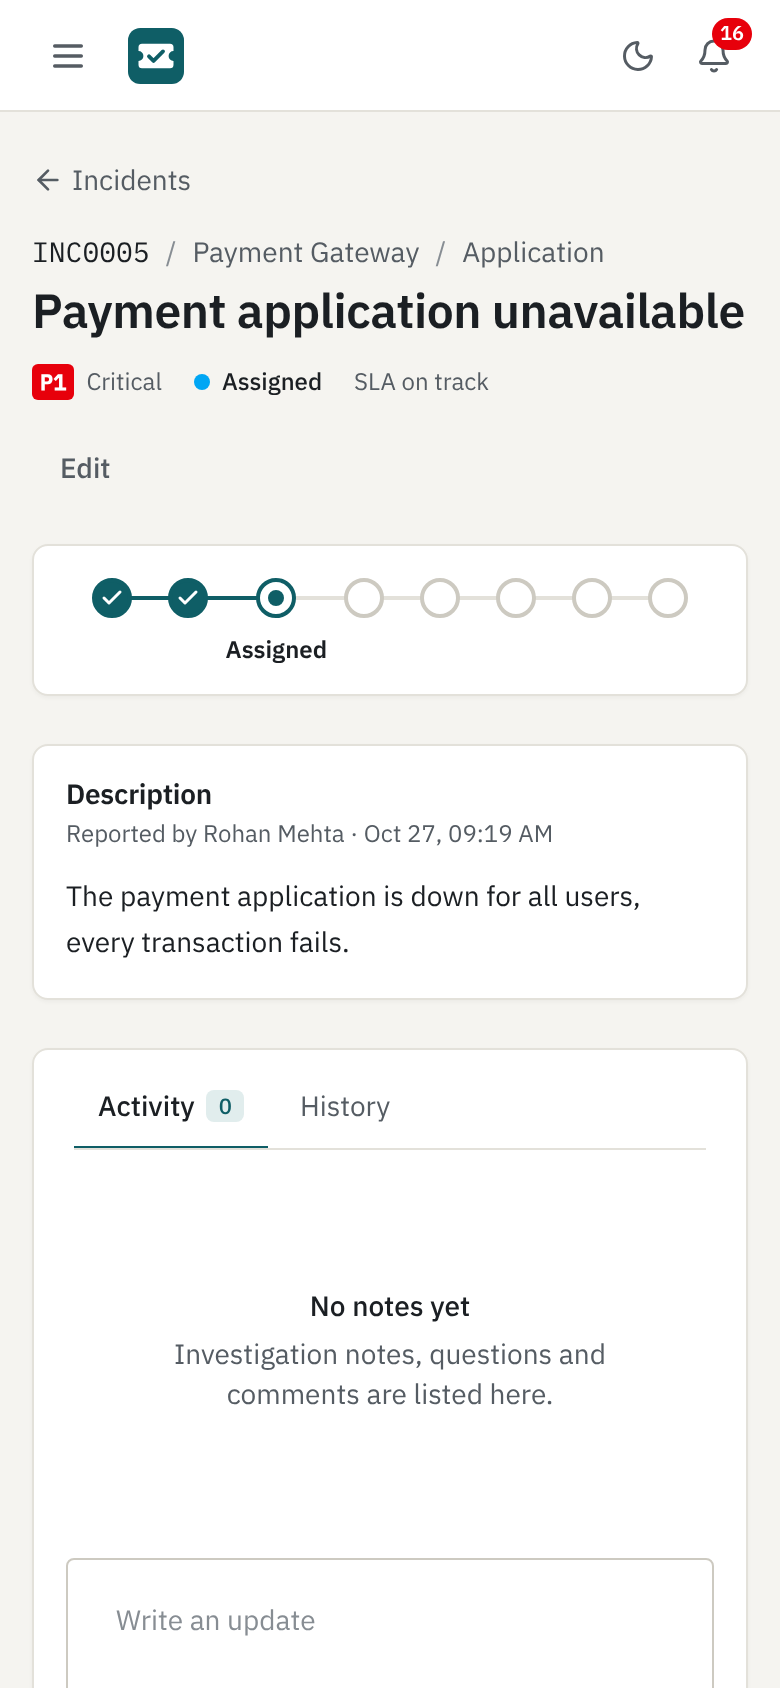 16
Incidents
INC0005 / Payment Gateway / Application
Payment application unavailable
P1 Critical Assigned SLA on track
Edit
Assigned
Description
Reported by Rohan Mehta · Oct 27, 09:19 AM
The payment application is down for all users,
every transaction fails.
Activity 0 History
No notes yet
Investigation notes, questions and
comments are listed here.
Write an update